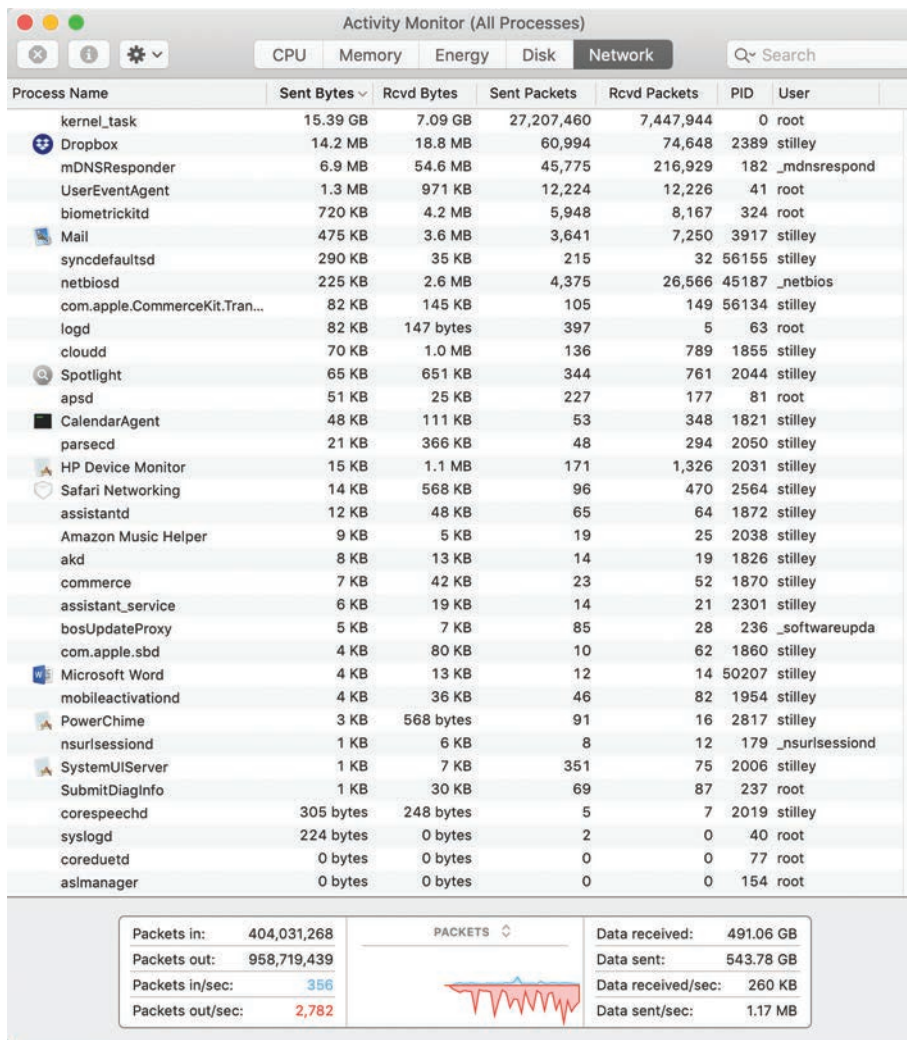 Activity Monitor (All Processes)
CPU Memory Energy Disk Network Search
Process Name Sent Bytes Rcvd Bytes Sent Packets Rcvd Packets PID User
kernel_task 15.39 GB 7.09 GB 27,207,460 7,447,944 0 root
Dropbox 14.2 MB 18.8 MB 60,994 74,648 2389 stilley
mDNSResponder 6.9 MB 54.6 MB 45,775 216,929 182 _mdnsrespond
UserEventAgent 1.3 MB 971 KB 12,224 12,226 41 root
biometrickitd 720 KB 4.2 MB 5,948 8,167 324 root
Mail 475 KB 3.6 MB 3,641 7,250 3917 stilley
syncdefaultsd 290 KB 35 KB 215 32 56155 stilley
netbiosd 225 KB 2.6 MB 4,375 26,566 45187 _netbios
com.apple.CommerceKit.Tran... 82 KB 145 KB 105 149 56134 stilley
logd 82 KB 147 bytes 397 5 63 root
cloudd 70 KB 1.0 MB 136 789 1855 stilley
Spotlight 65 KB 651 KB 344 761 2044 stilley
apsd 51 KB 25 KB 227 177 81 root
CalendarAgent 48 KB 111 KB 53 348 1821 stilley
parsecd 21 KB 366 KB 48 294 2050 stilley
HP Device Monitor 15 KB 1.1 MB 171 1,326 2031 stilley
Safari Networking 14 KB 568 KB 96 470 2564 stilley
assistantd 12 KB 48 KB 65 64 1872 stilley
Amazon Music Helper 9 KB 5 KB 19 25 2038 stilley
akd 8 KB 13 KB 14 19 1826 stilley
commerce 7 KB 42 KB 23 52 1870 stilley
assistant_service 6 KB 19 KB 14 21 2301 stilley
bosUpdateProxy 5 KB 7 KB 85 28 236 _softwareupda
com.apple.sbd 4 KB 80 KB 10 62 1860 stilley
Microsoft Word 4 KB 13 KB 12 14 50207 stilley
mobileactivationd 4 KB 36 KB 46 82 1954 stilley
PowerChime 3 KB 568 bytes 91 16 2817 stilley
nsurlsessiond 1 KB 6 KB 8 12 179 _nsurlsessiond
SystemUIServer 1 KB 7 KB 351 75 2006 stilley
SubmitDiagInfo 1 KB 30 KB 69 87 237 root
corespeechd 305 bytes 248 bytes 5 7 2019 stilley
syslogd 224 bytes 0 bytes 2 0 40 root
coreduetd 0 bytes 0 bytes 0 0 77 root
aslmanager 0 bytes 0 bytes 0 0 154 root
Packets in: 404,031,268 PACKETS Data received: 491.06 GB
Packets out: 958,719,439 Data sent: 543.78 GB
Packets in/sec: 356 Data received/sec: 260 KB
Packets out/sec: 2,782 Data sent/sec: 1.17 MB